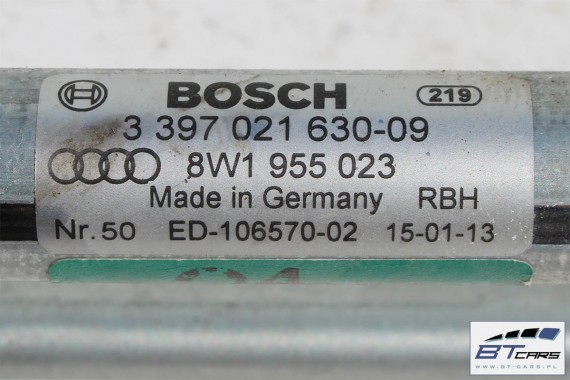 BOSCH 219
3 397 021 630-09
8W1 955 023
Made in Germany RBH
Nr. 50 ED-106570-02 15-01-13
BT CARS
WWW.BT-CARS.PL